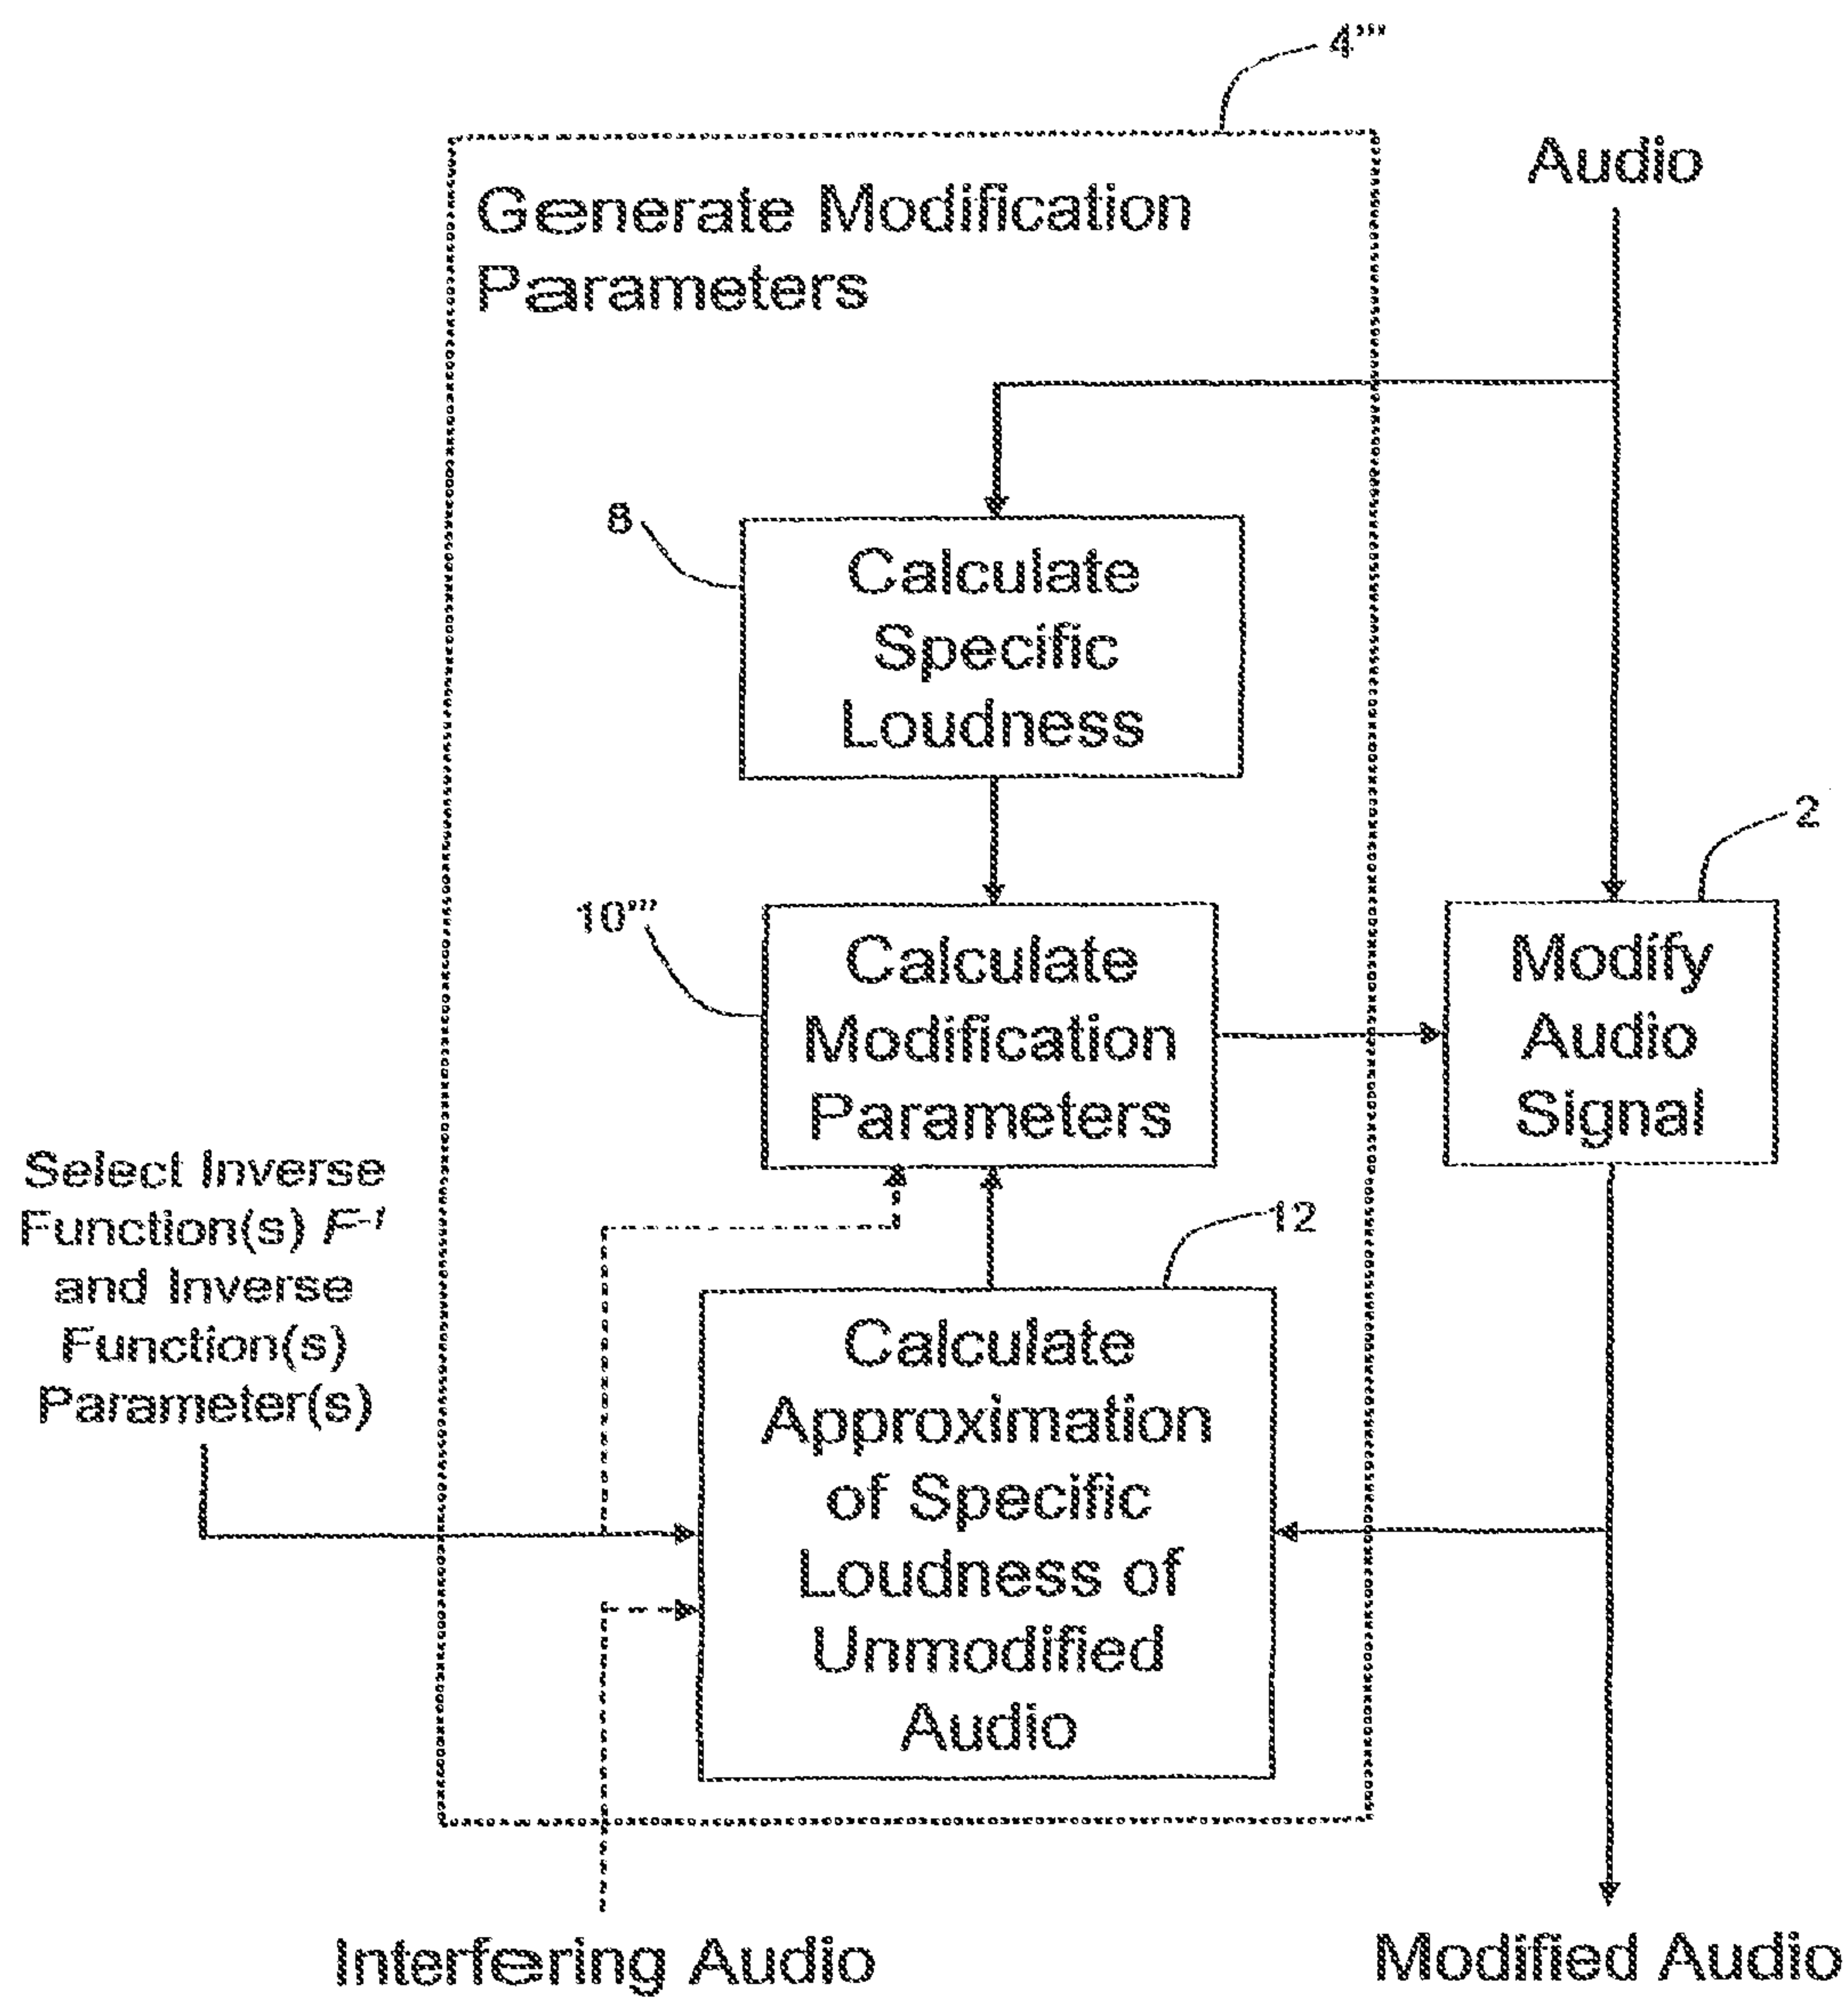 4'''
Audio
Generate Modification
Parameters
8
Calculate
Specific
Loudness
2
10'''
Calculate
Modification
Parameters
Modify
Audio
Signal
Select Inverse
Function(s) F⁻¹
and Inverse
Function(s)
Parameter(s)
12
Calculate
Approximation
of Specific
Loudness of
Unmodified
Audio
Interfering Audio
Modified Audio